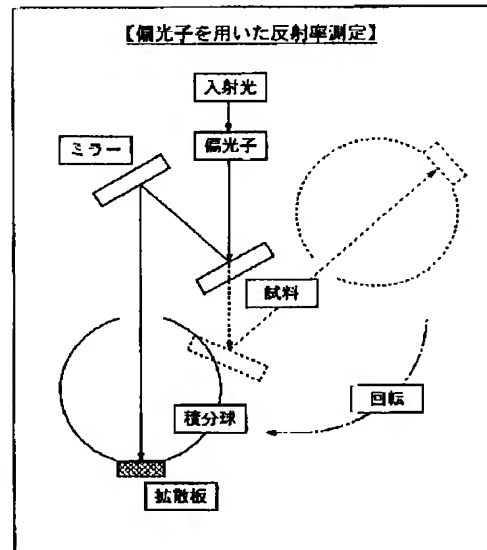 【偏光子を用いた反射率測定】
入射光
偏光子
ミラー
試料
回転
積分球
拡散板